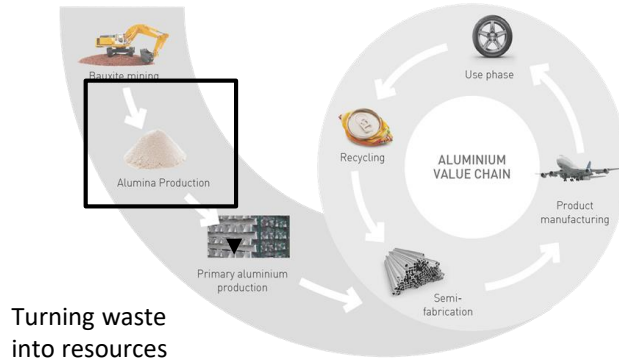 Bauxite mining
Use phase
Alumina Production
Recycling
ALUMINIUM
VALUE CHAIN
Product
manufacturing
Primary aluminium
production
Semi-
fabrication
Turning waste
into resources